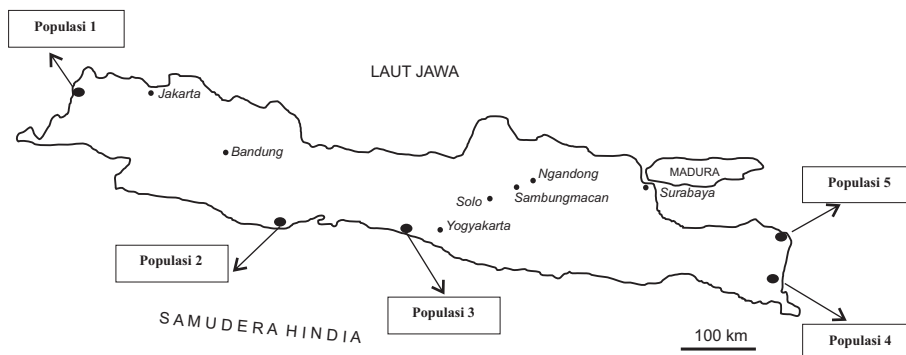 Populasi 1
LAUT JAWA
Jakarta
Bandung
Ngandong
MADURA
Solo
Sambungmacan
Surabaya
Populasi 5
Yogyakarta
Populasi 2
Populasi 3
SAMUDERA HINDIA
100 km
Populasi 4